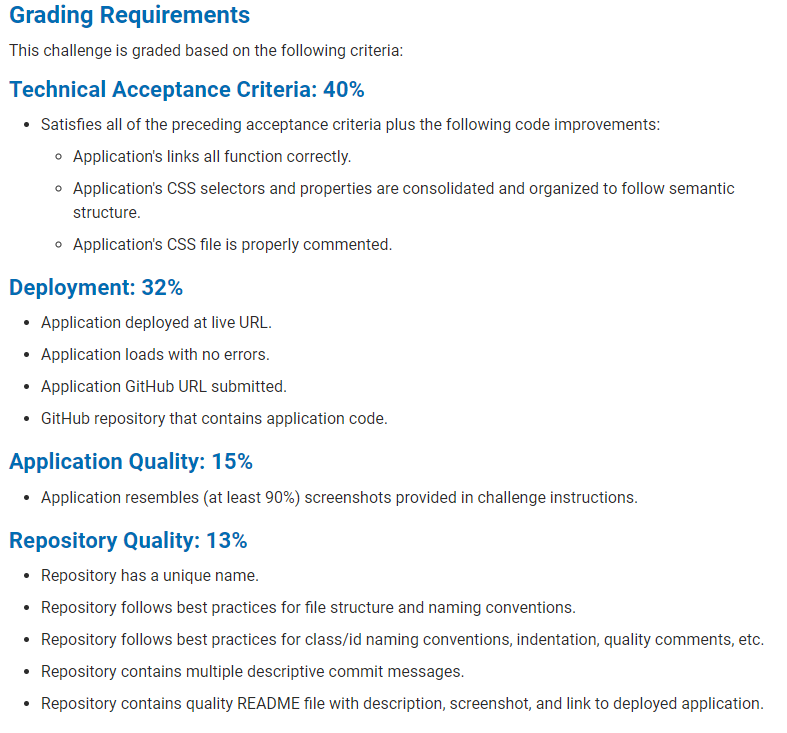 Grading Requirements
This challenge is graded based on the following criteria:
Technical Acceptance Criteria: 40%
• Satisfies all of the preceding acceptance criteria plus the following code improvements:
◦ Application's links all function correctly.
◦ Application's CSS selectors and properties are consolidated and organized to follow semantic
structure.
◦ Application's CSS file is properly commented.
Deployment: 32%
• Application deployed at live URL.
• Application loads with no errors.
• Application GitHub URL submitted.
• GitHub repository that contains application code.
Application Quality: 15%
• Application resembles (at least 90%) screenshots provided in challenge instructions.
Repository Quality: 13%
• Repository has a unique name.
• Repository follows best practices for file structure and naming conventions.
• Repository follows best practices for class/id naming conventions, indentation, quality comments, etc.
• Repository contains multiple descriptive commit messages.
• Repository contains quality README file with description, screenshot, and link to deployed application.